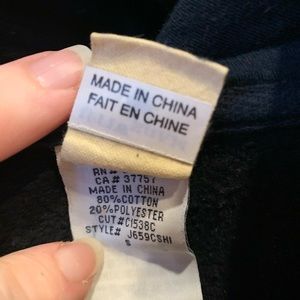 MADE IN CHINA
FAIT EN CHINE
RN#
CA# 37757
MADE IN CHINA
80%COTTON
20%POLYESTER
CUT#C1538C
STYLE# J659CSHI
S